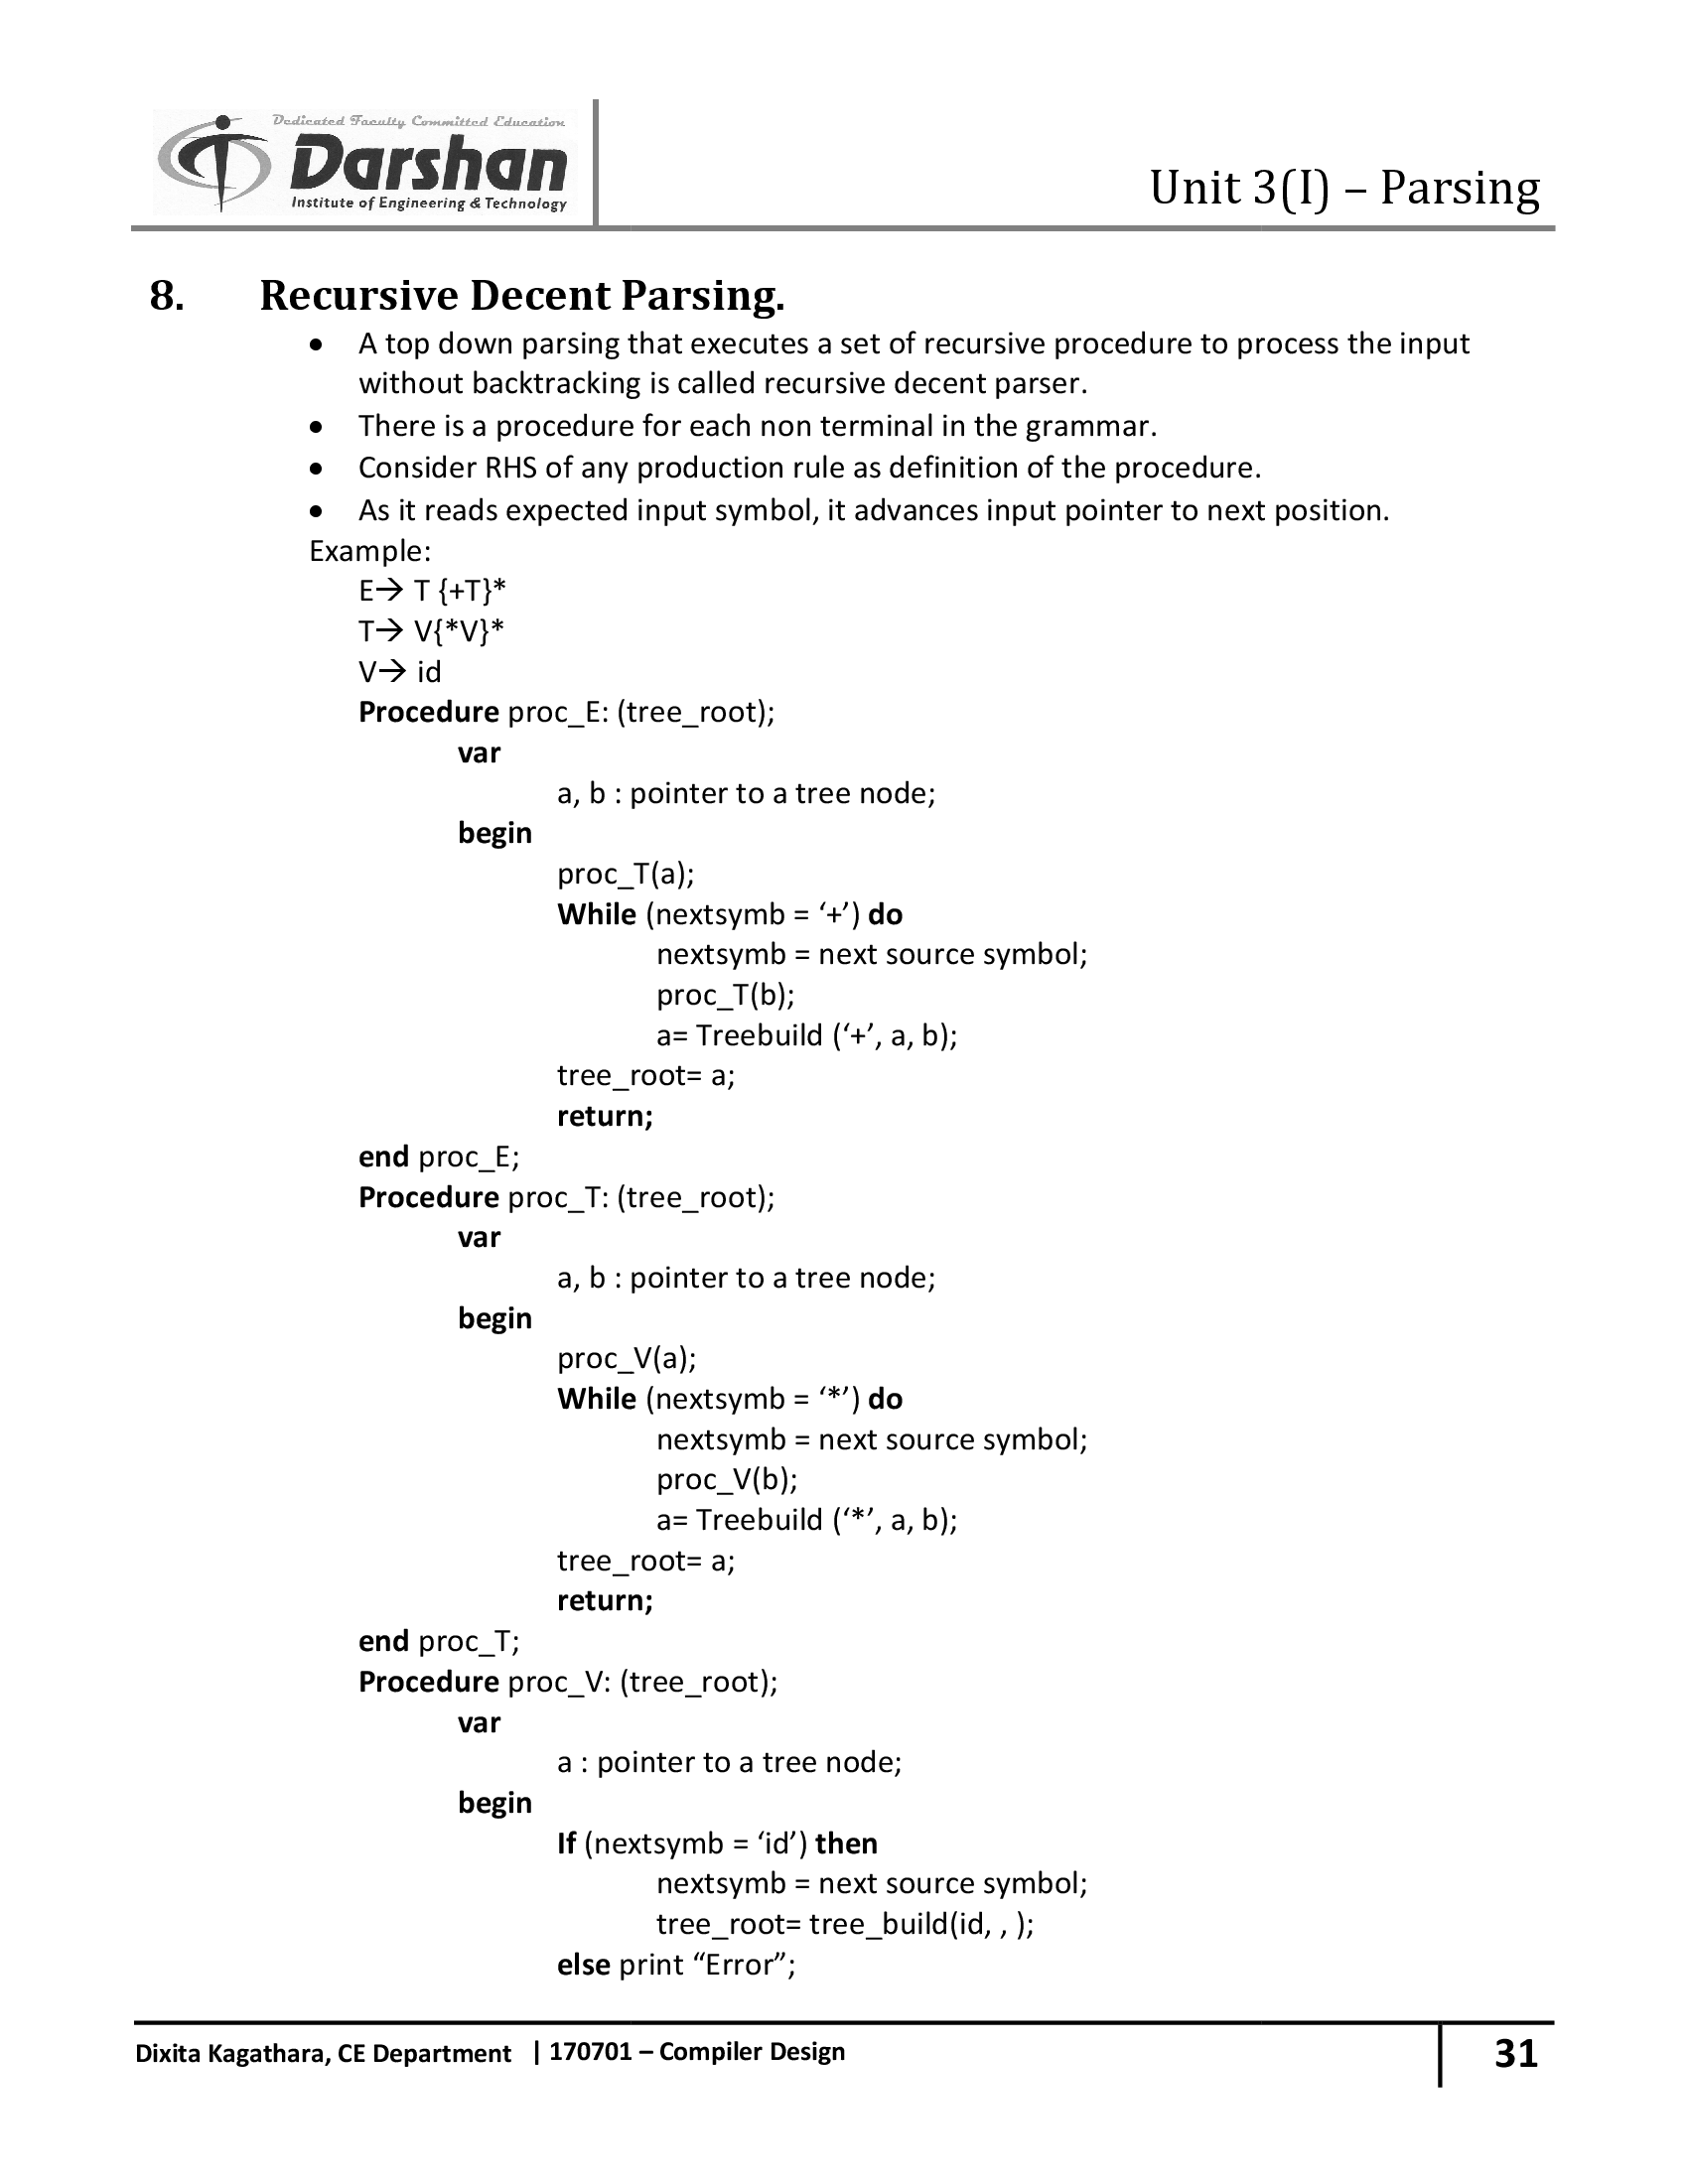 Dedicated Faculty Committed Education
Darshan
Institute of Engineering & Technology
Unit 3(I) – Parsing
8. Recursive Decent Parsing.
• A top down parsing that executes a set of recursive procedure to process the input
without backtracking is called recursive decent parser.
• There is a procedure for each non terminal in the grammar.
• Consider RHS of any production rule as definition of the procedure.
• As it reads expected input symbol, it advances input pointer to next position.
Example:
E→ T {+T}*
T→ V{*V}*
V→ id
Procedure proc_E: (tree_root);
var
a, b : pointer to a tree node;
begin
proc_T(a);
While (nextsymb = ‘+’) do
nextsymb = next source symbol;
proc_T(b);
a= Treebuild (‘+’, a, b);
tree_root= a;
return;
end proc_E;
Procedure proc_T: (tree_root);
var
a, b : pointer to a tree node;
begin
proc_V(a);
While (nextsymb = ‘*’) do
nextsymb = next source symbol;
proc_V(b);
a= Treebuild (‘*’, a, b);
tree_root= a;
return;
end proc_T;
Procedure proc_V: (tree_root);
var
a : pointer to a tree node;
begin
If (nextsymb = ‘id’) then
nextsymb = next source symbol;
tree_root= tree_build(id, , );
else print “Error”;
Dixita Kagathara, CE Department | 170701 – Compiler Design
31